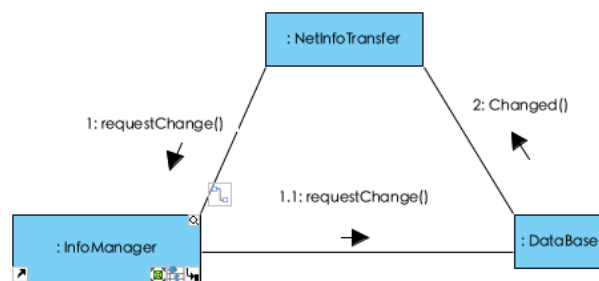 : NetInfoTransfer
1: requestChange()
2: Changed()
1.1: requestChange()
: InfoManager
: DataBase